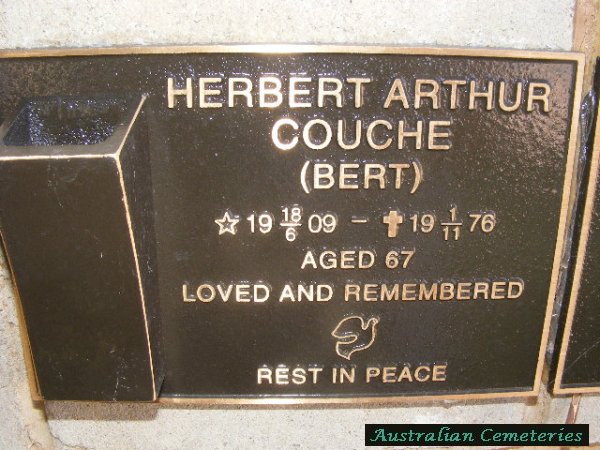 HERBERT ARTHUR
COUCHE
(BERT)
☆ 19 18/6 09 – ✝ 19 1/11 76
AGED 67
LOVED AND REMEMBERED
REST IN PEACE
Australian Cemeteries